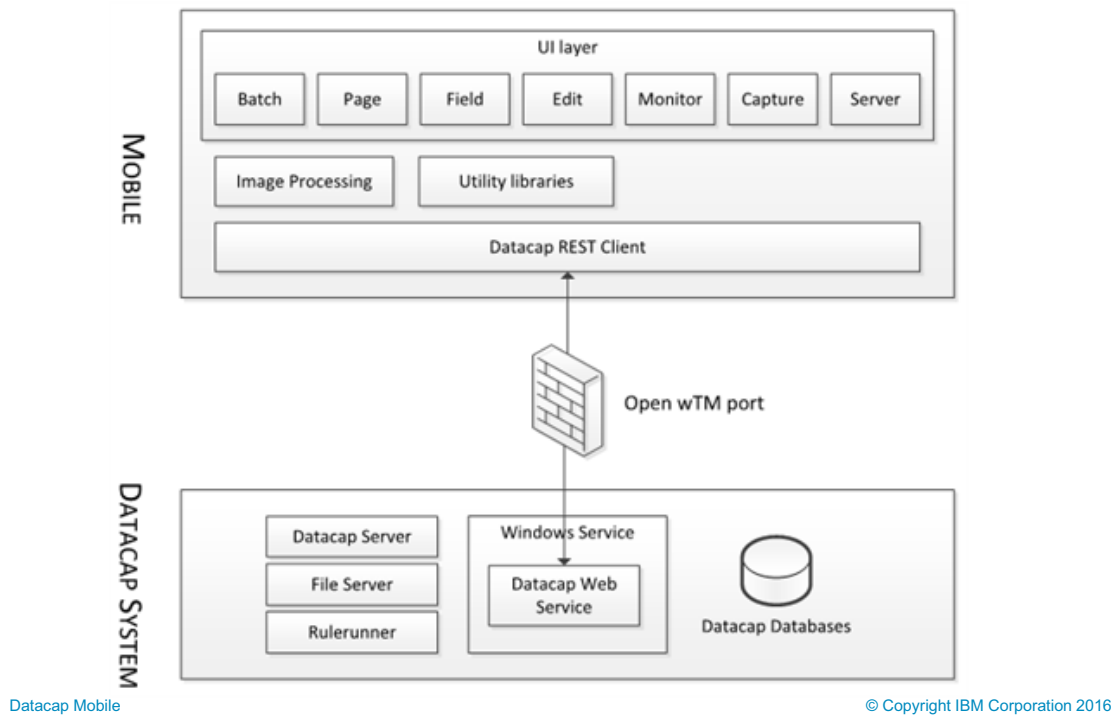 MOBILE
UI layer
Batch
Page
Field
Edit
Monitor
Capture
Server
Image Processing
Utility libraries
Datacap REST Client
Open wTM port
DATACAP SYSTEM
Datacap Server
File Server
Rulerunner
Windows Service
Datacap Web
Service
Datacap Databases
Datacap Mobile
© Copyright IBM Corporation 2016